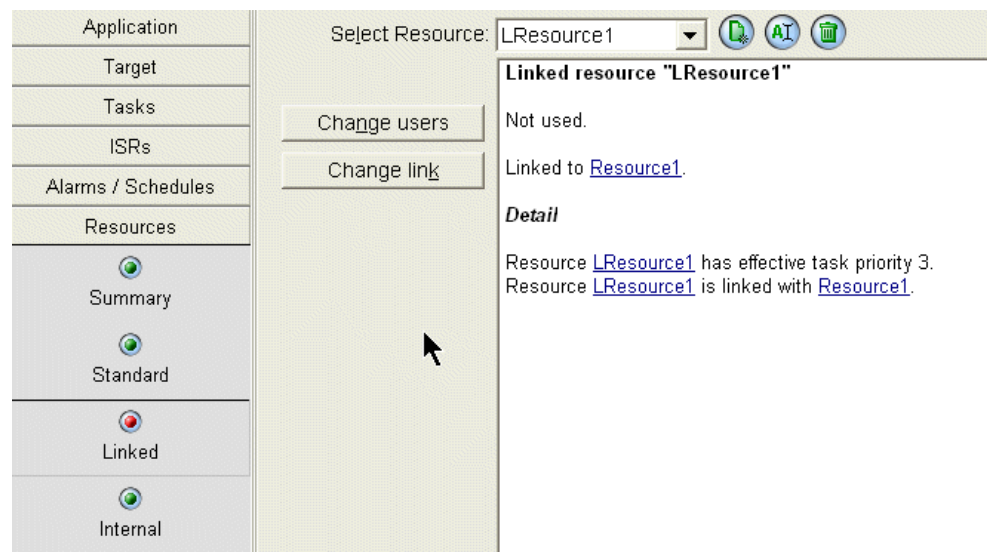 Application
Target
Tasks
ISRs
Alarms / Schedules
Resources
Summary
Standard
Linked
Internal
Select Resource: LResource1
AI
Change users
Change link
Linked resource "LResource1"
Not used.
Linked to Resource1.
Detail
Resource LResource1 has effective task priority 3.
Resource LResource1 is linked with Resource1.